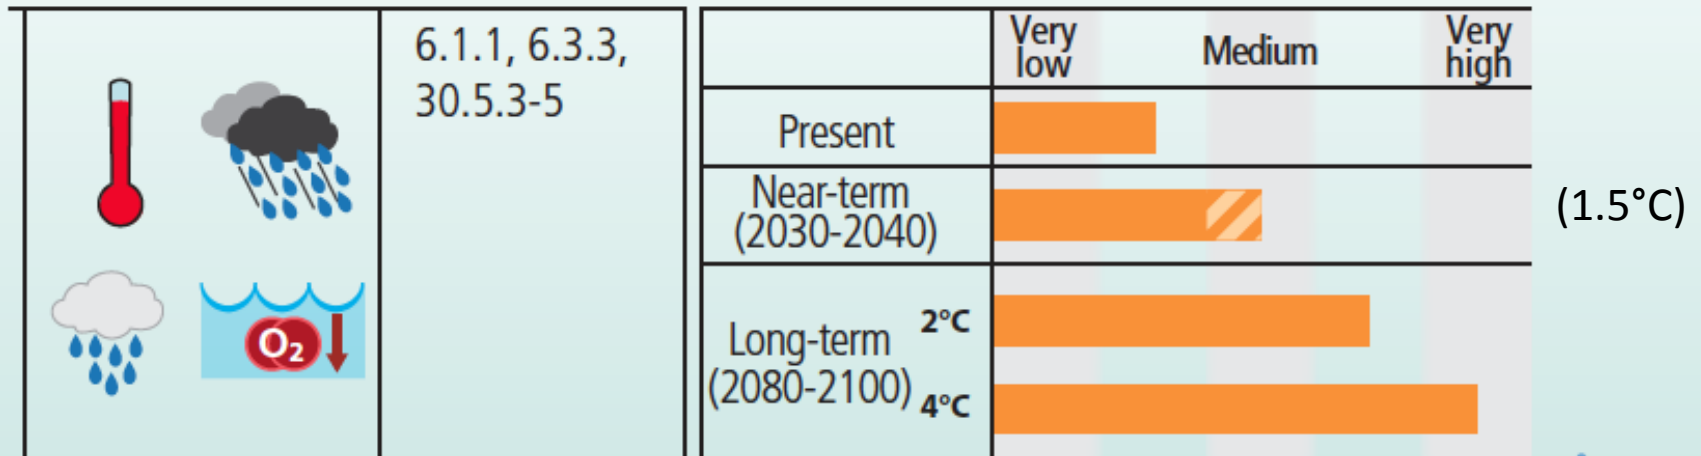 6.1.1, 6.3.3,
30.5.3-5
O2
Very
low
Medium
Very
high
Present
Near-term
(2030-2040)
(1.5°C)
Long-term
(2080-2100)
2°C
4°C